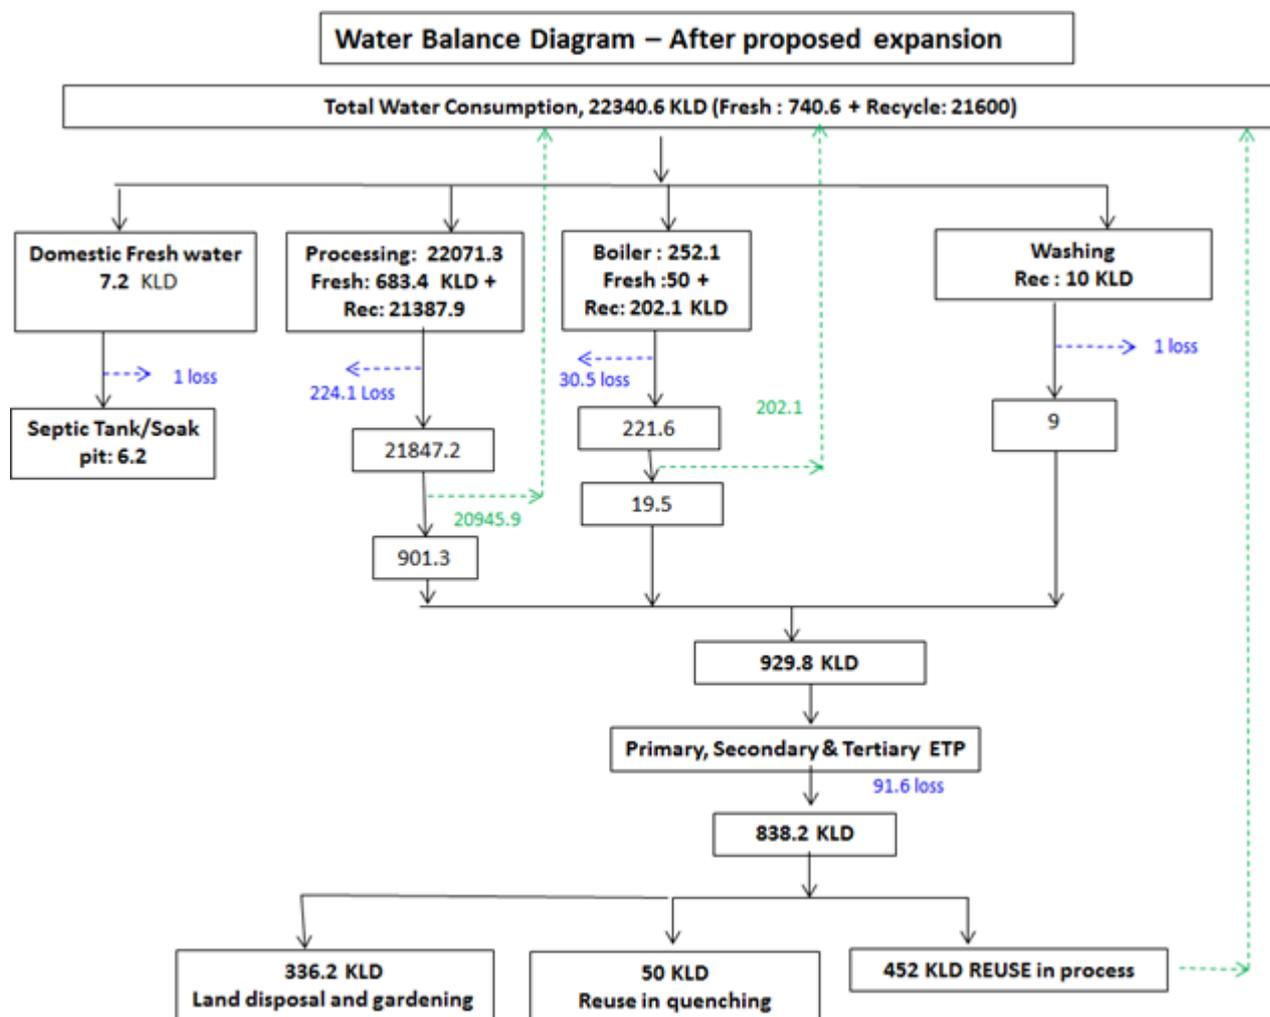 Water Balance Diagram – After proposed expansion
Total Water Consumption, 22340.6 KLD (Fresh : 740.6 + Recycle: 21600)
Domestic Fresh water
7.2 KLD
Processing: 22071.3
Fresh: 683.4 KLD +
Rec: 21387.9
Boiler : 252.1
Fresh :50 +
Rec: 202.1 KLD
Washing
Rec : 10 KLD
1 loss
224.1 Loss
30.5 loss
1 loss
202.1
Septic Tank/Soak
pit: 6.2
21847.2
221.6
9
20945.9
19.5
901.3
929.8 KLD
Primary, Secondary & Tertiary ETP
91.6 loss
838.2 KLD
336.2 KLD
Land disposal and gardening
50 KLD
Reuse in quenching
452 KLD REUSE in process